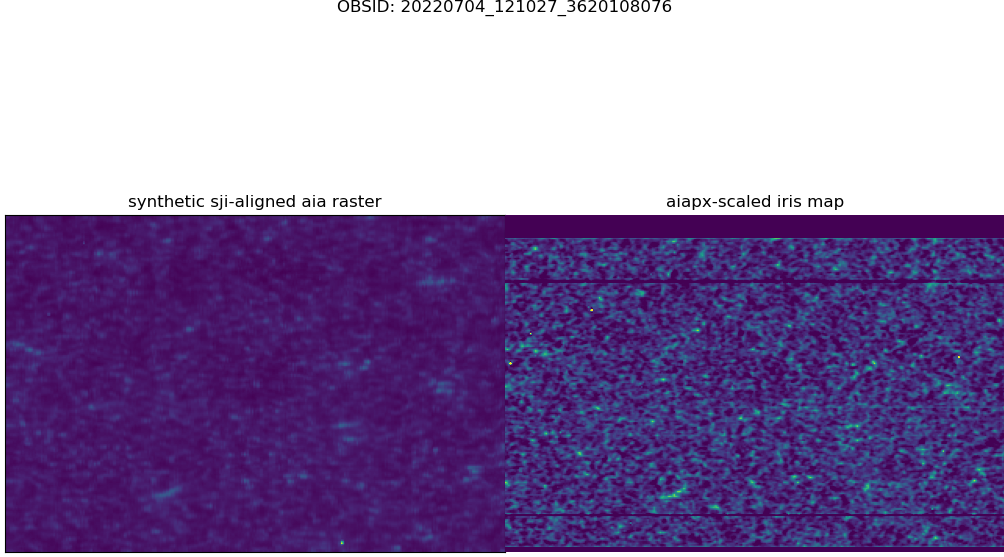 OBSID: 20220704_121027_3620108076
synthetic sji-aligned aia raster
aiapx-scaled iris map